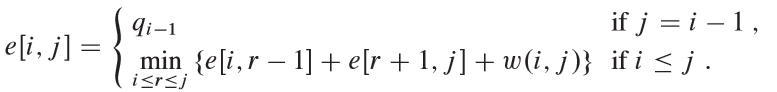 e[i, j] = { q_{i−1} if j = i − 1 ,
min_{i≤r≤j} {e[i, r − 1] + e[r + 1, j] + w(i, j)} if i ≤ j .